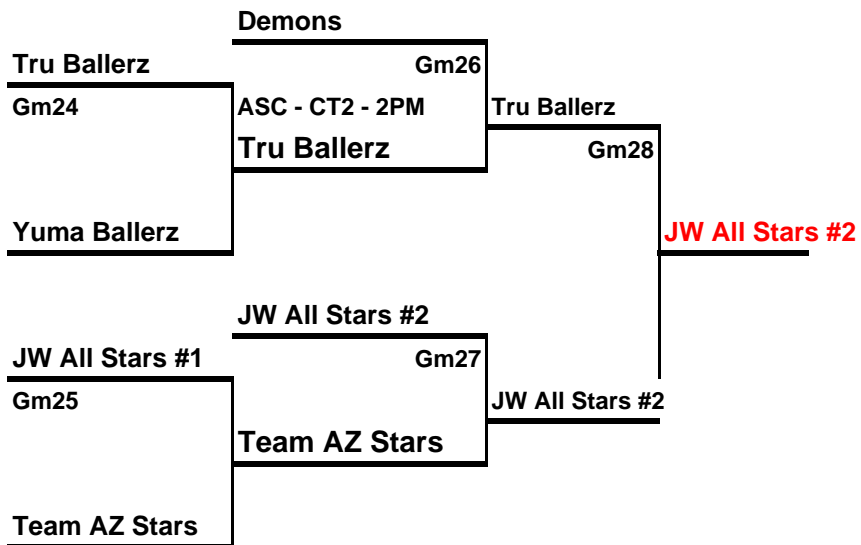 Demons
Tru Ballerz
Gm26
Gm24
ASC - CT2 - 2PM
Tru Ballerz
Tru Ballerz
Gm28
Yuma Ballerz
JW All Stars #2
JW All Stars #2
JW All Stars #1
Gm27
Gm25
JW All Stars #2
Team AZ Stars
Team AZ Stars